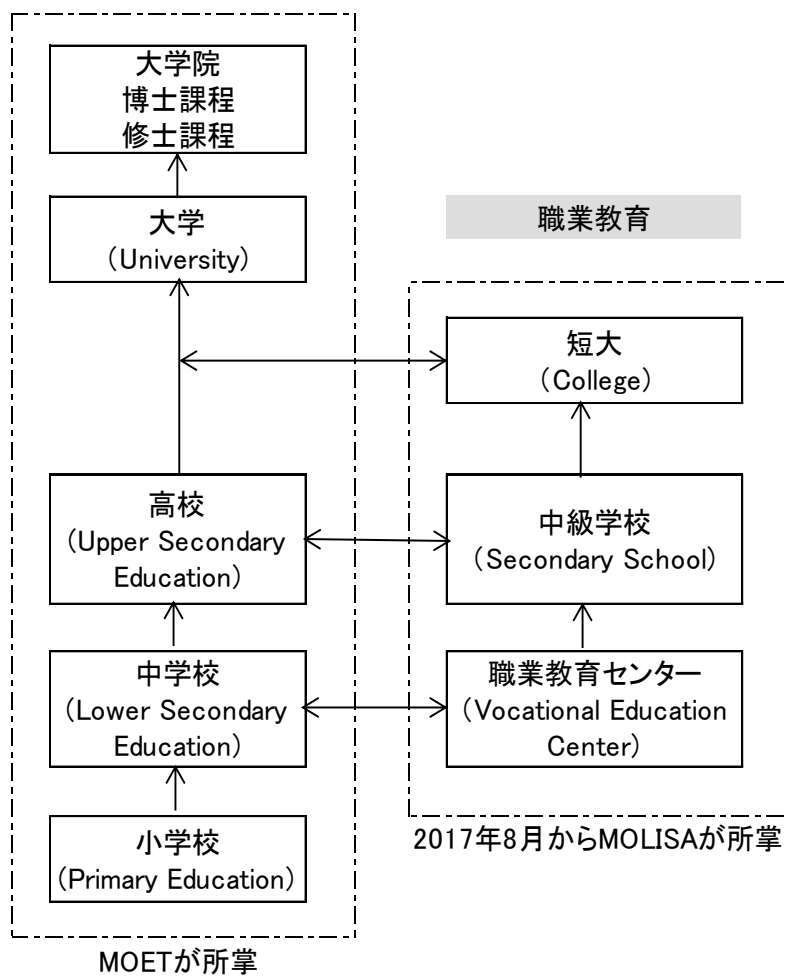 大学院
博士課程
修士課程
大学
（University）
職業教育
短大
（College）
高校
（Upper Secondary
Education）
中級学校
（Secondary School）
中学校
（Lower Secondary
Education）
職業教育センター
（Vocational Education
Center）
小学校
（Primary Education）
2017年8月からMOLISAが所掌
MOETが所掌